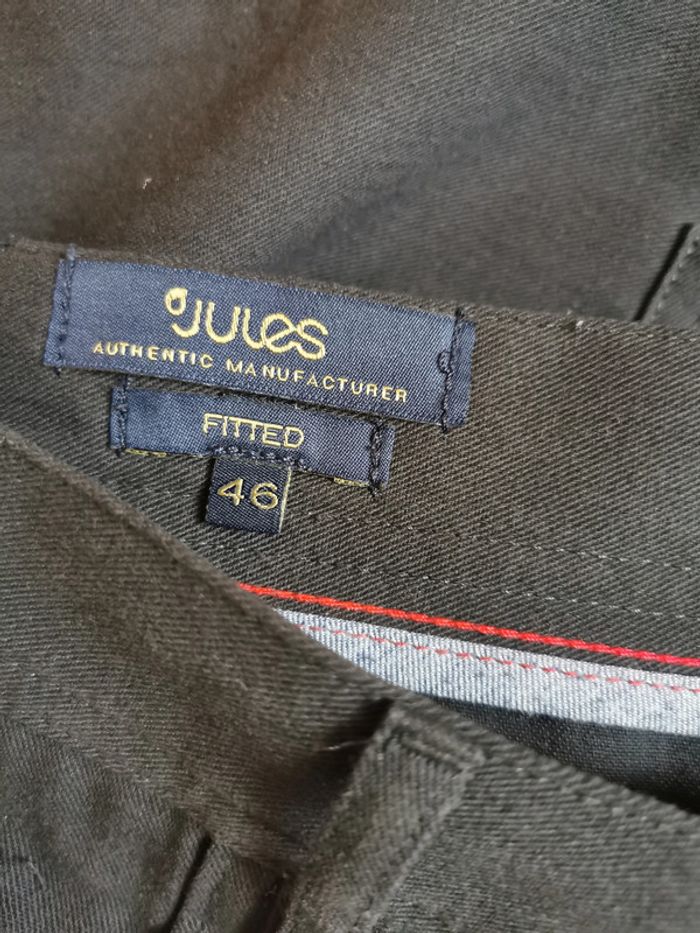 JULES
AUTHENTIC MANUFACTURER
FITTED
46